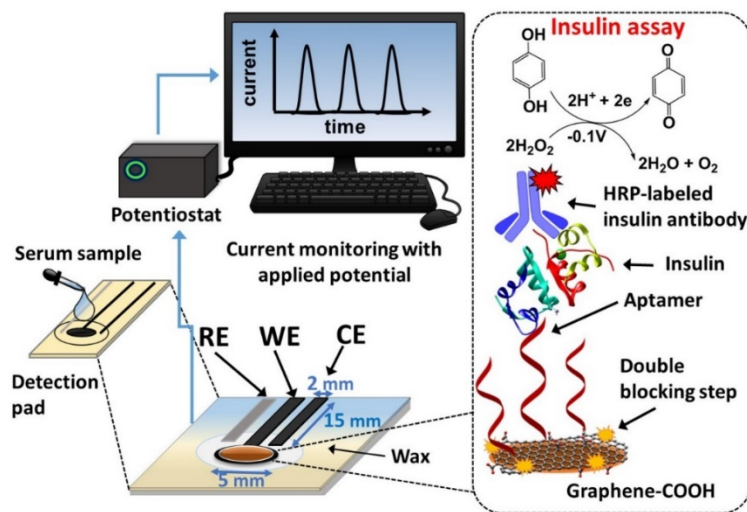 current
time
Potentiostat
Current monitoring with
applied potential
Serum sample
Detection
pad
RE
WE
CE
2 mm
15 mm
5 mm
Wax
Insulin assay
OH
OH
O
O
2H⁺ + 2e
-0.1V
2H₂O₂
2H₂O + O₂
HRP-labeled
insulin antibody
Insulin
Aptamer
Double
blocking step
Graphene-COOH